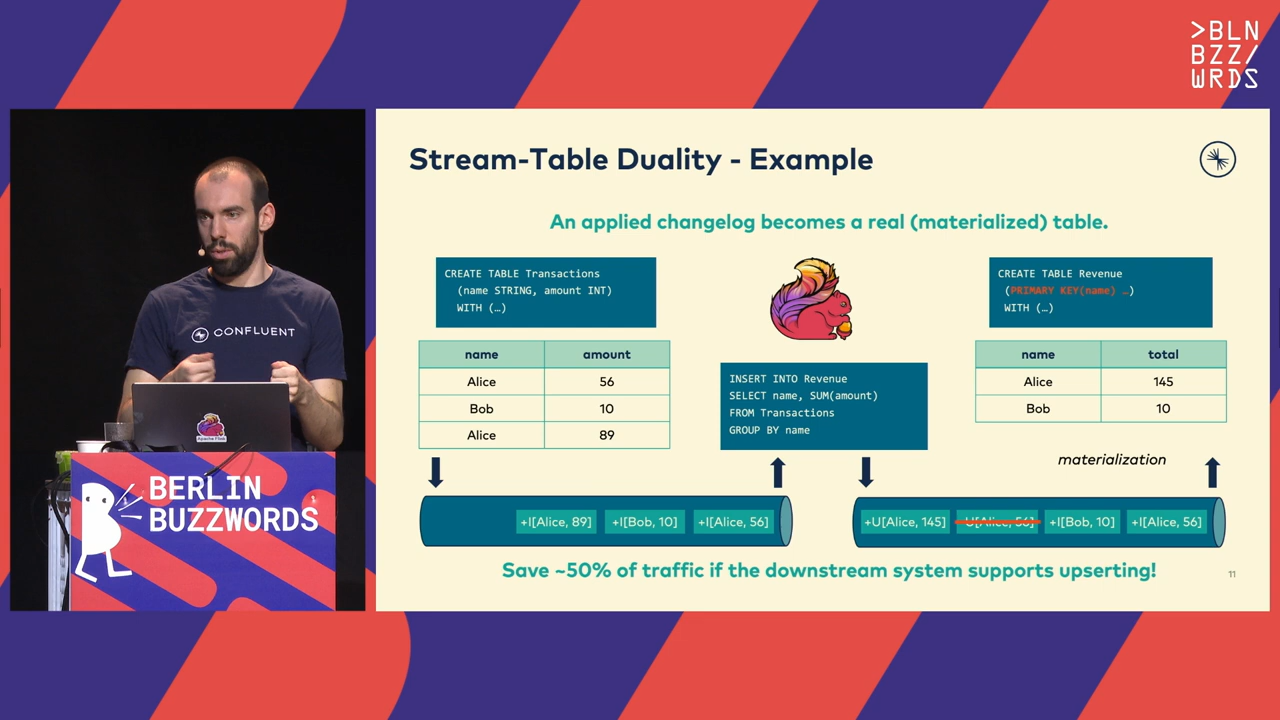 >BLN
BZZ/
WRDS
CONFLUENT
Apache Flink
BERLIN
BUZZWORDS
Stream-Table Duality - Example
An applied changelog becomes a real (materialized) table.
CREATE TABLE Transactions
(name STRING, amount INT)
WITH (…)
name amount
Alice 56
Bob 10
Alice 89
INSERT INTO Revenue
SELECT name, SUM(amount)
FROM Transactions
GROUP BY name
CREATE TABLE Revenue
(PRIMARY KEY(name) …)
WITH (…)
name total
Alice 145
Bob 10
materialization
+I[Alice, 89] +I[Bob, 10] +I[Alice, 56]
+U[Alice, 145] -U[Alice, 56] +I[Bob, 10] +I[Alice, 56]
Save ~50% of traffic if the downstream system supports upserting!
11